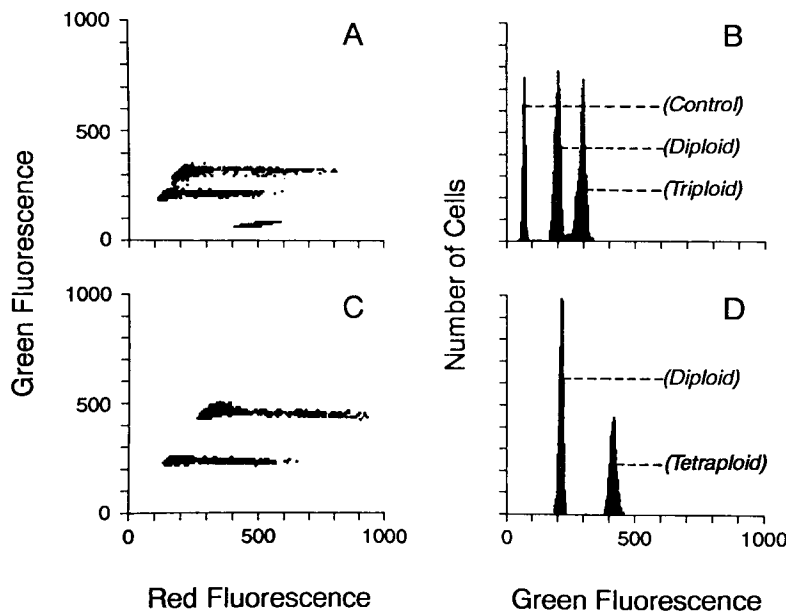 A
1000
500
0
B
(Control)
(Diploid)
(Triploid)
C
1000
500
0
0 500 1000
D
(Diploid)
(Tetraploid)
0 500 1000
Green Fluorescence
Number of Cells
Red Fluorescence
Green Fluorescence